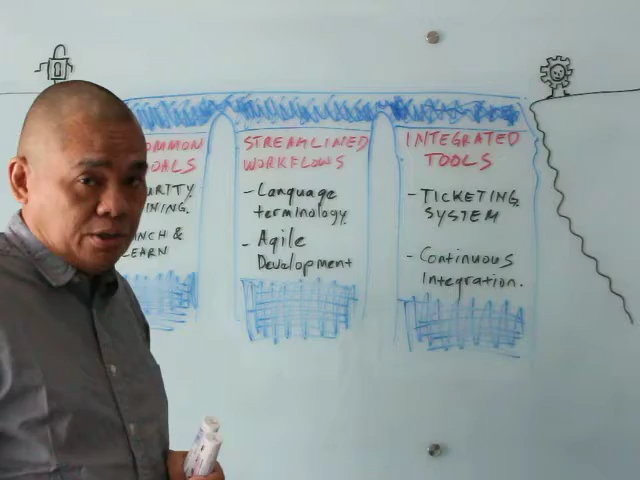 OMMON
OALS
URITY
INING.
NCH &
LEARN
STREAMLINED
WORKFLOWS
- Language
terminology
- Agile
Development
INTEGRATED
TOOLS
- TICKETING
SYSTEM
- Continuous
Integration.